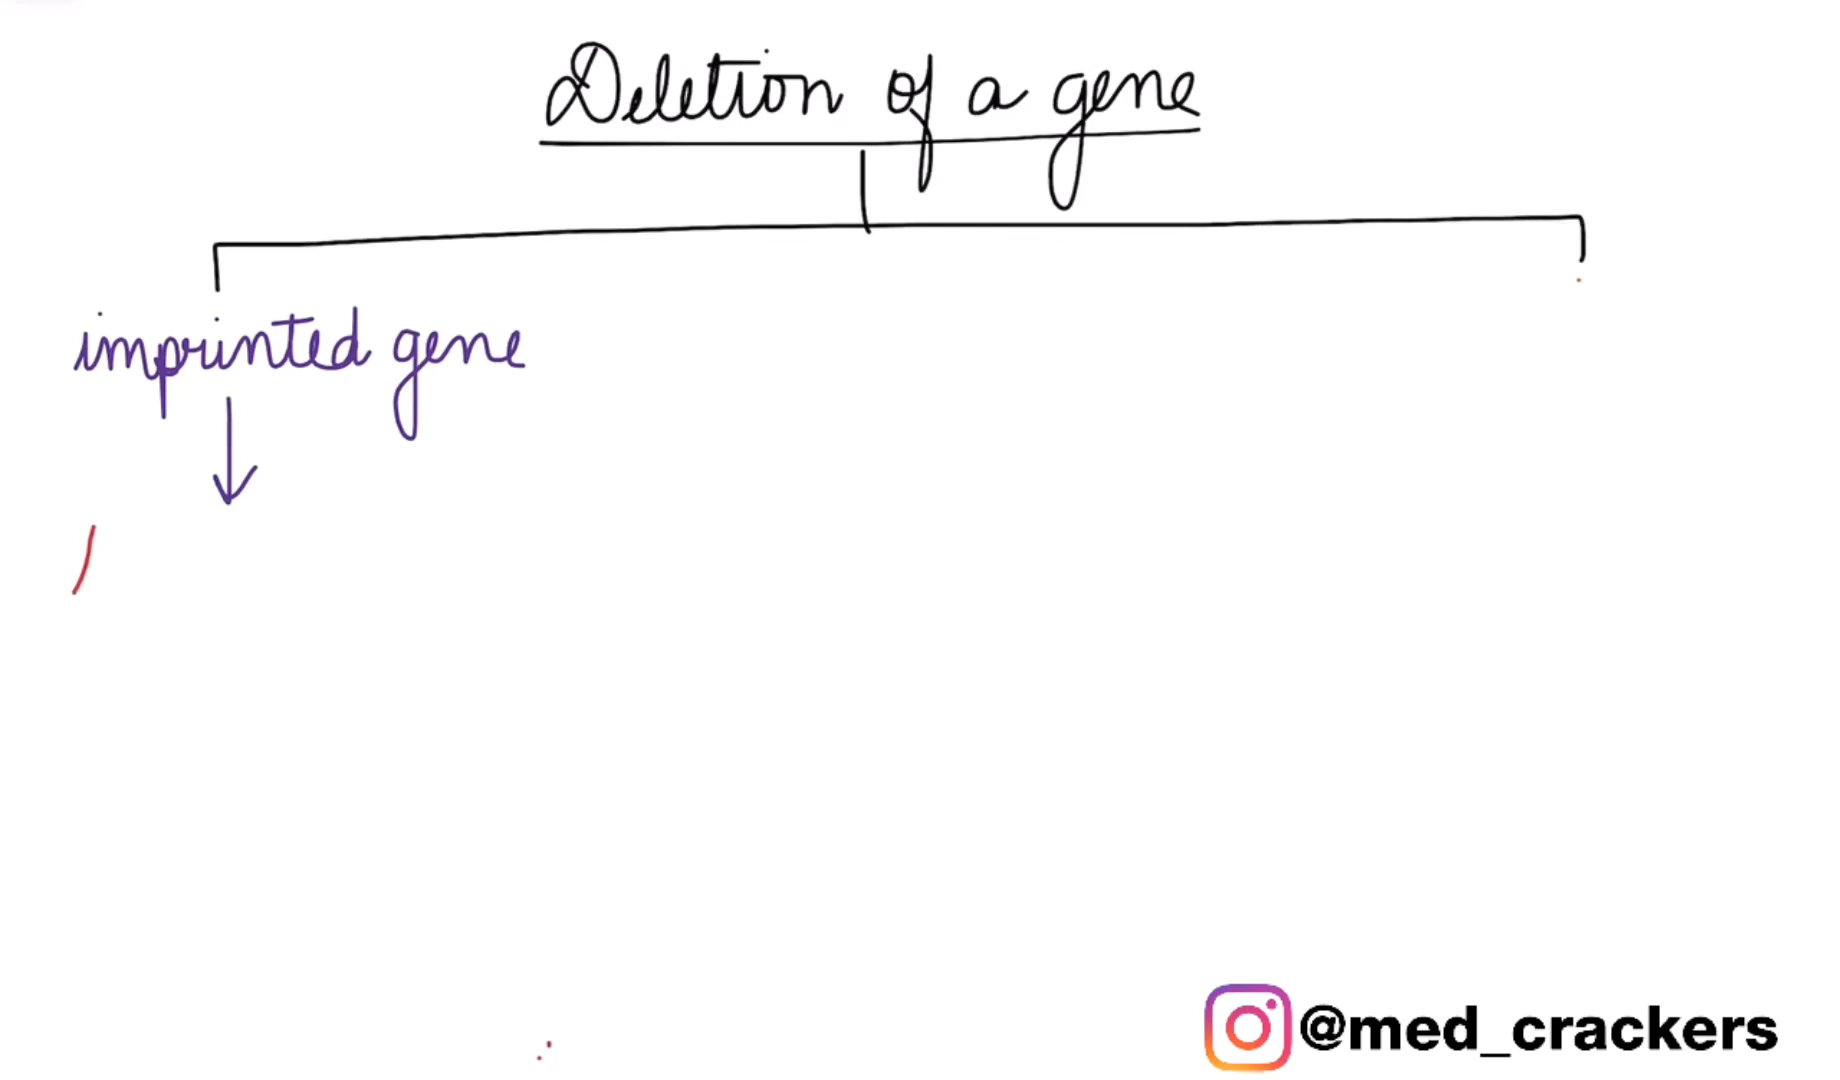 Deletion of a gene
imprinted gene
@med_crackers